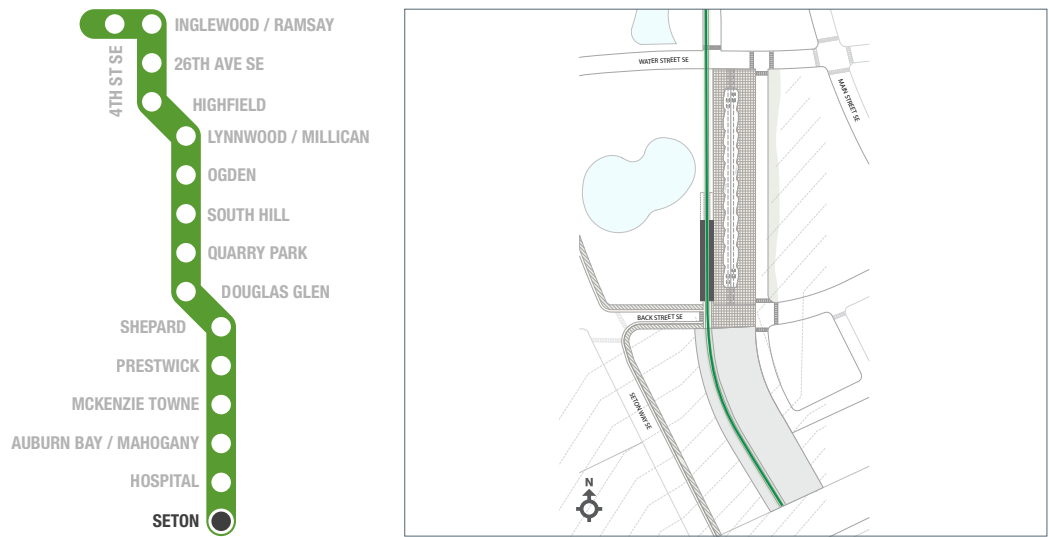 INGLEWOOD / RAMSAY
4TH ST SE
26TH AVE SE
HIGHFIELD
LYNNWOOD / MILLICAN
OGDEN
SOUTH HILL
QUARRY PARK
DOUGLAS GLEN
SHEPARD
PRESTWICK
MCKENZIE TOWNE
AUBURN BAY / MAHOGANY
HOSPITAL
SETON
WATER STREET SE
MAIN STREET SE
BACK STREET SE
SETON WAY SE
N